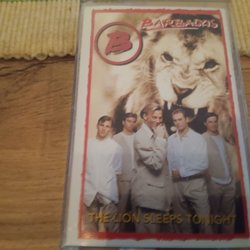 BARBADOS
B
THE LION SLEEPS TONIGHT